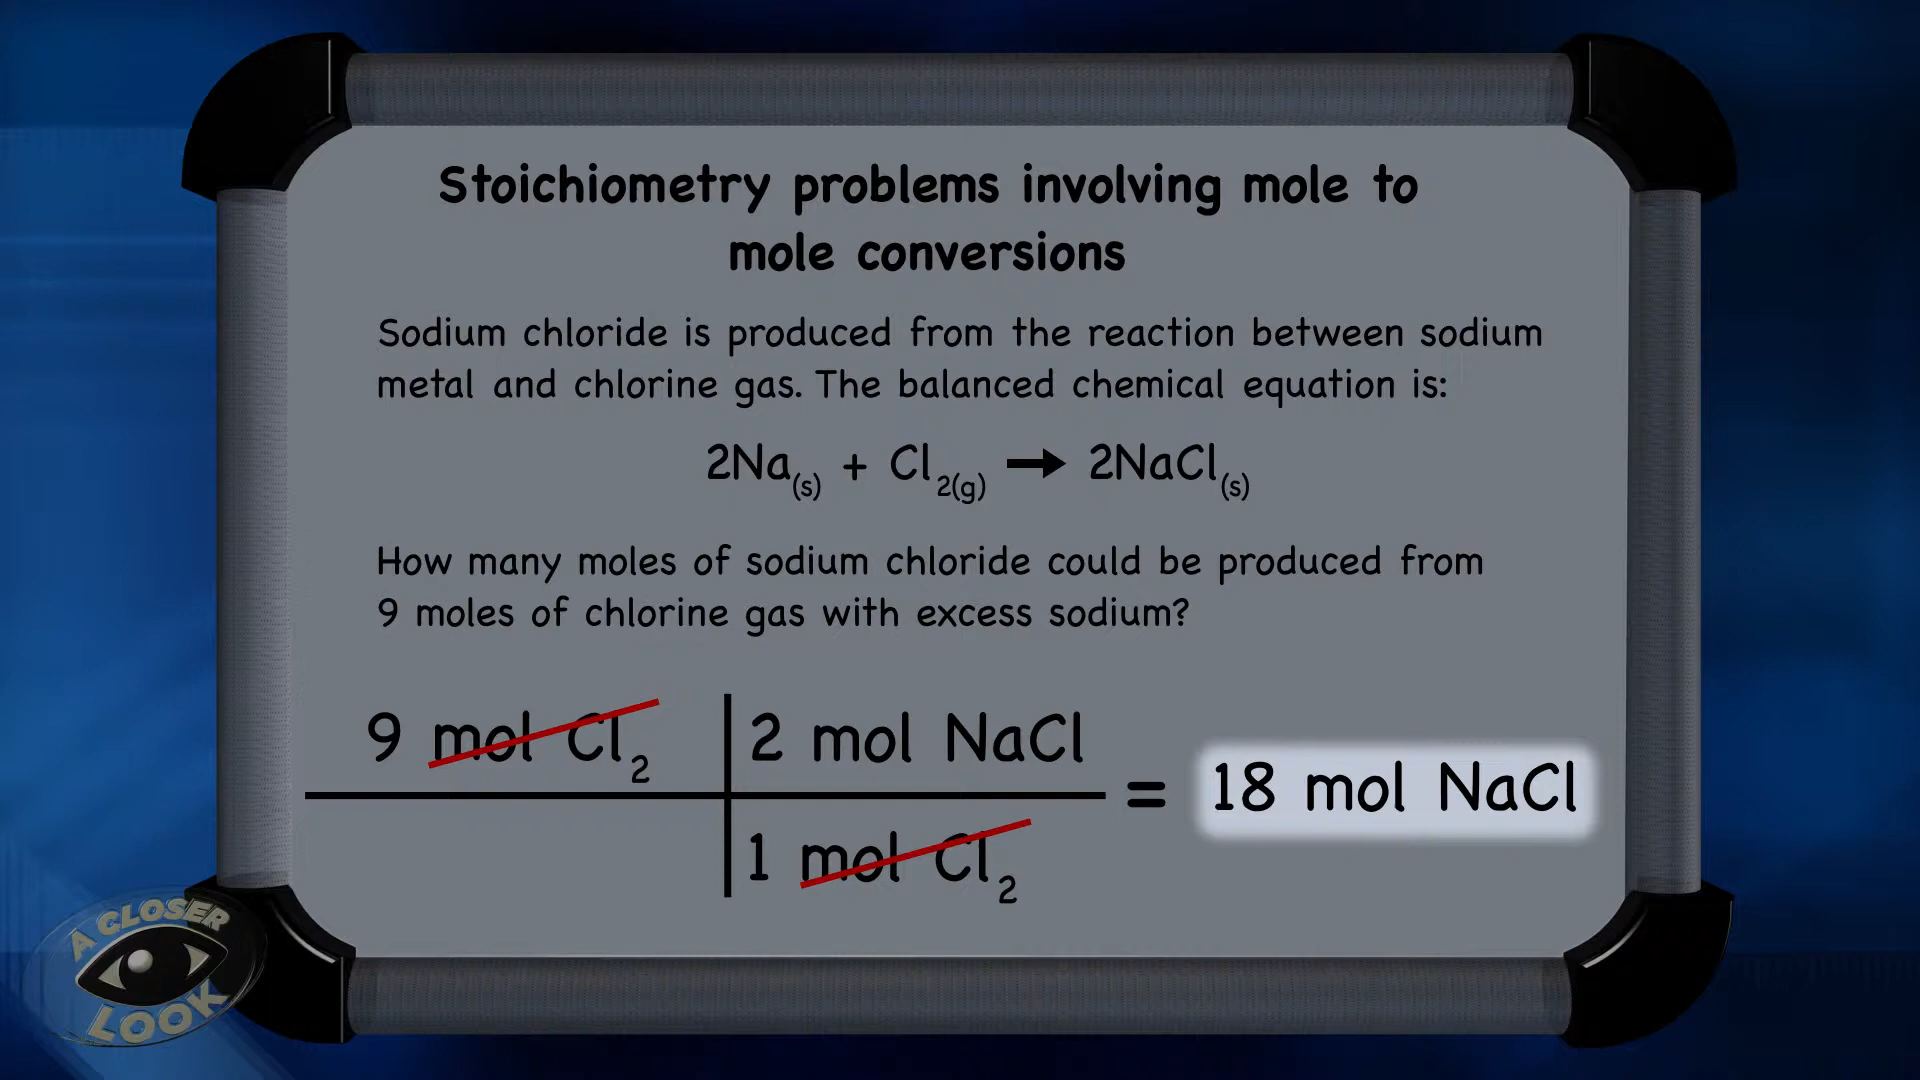 Stoichiometry problems involving mole to
mole conversions
Sodium chloride is produced from the reaction between sodium
metal and chlorine gas. The balanced chemical equation is:
2Na(s) + Cl2(g) → 2NaCl(s)
How many moles of sodium chloride could be produced from
9 moles of chlorine gas with excess sodium?
9 mol Cl2 2 mol NaCl
= 18 mol NaCl
1 mol Cl2
A CLOSER
LOOK